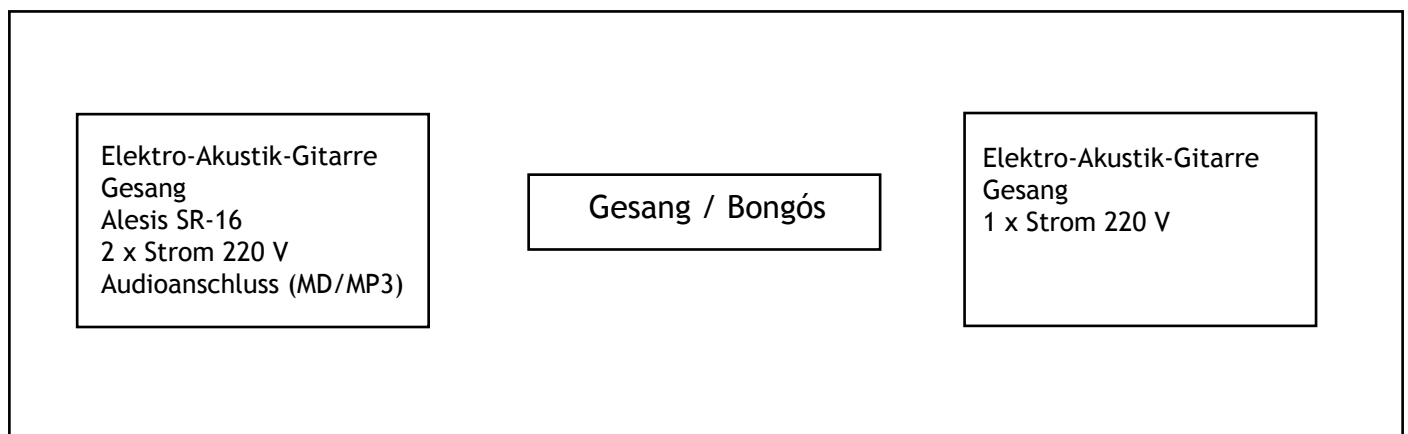 Elektro-Akustik-Gitarre
Gesang
Alesis SR-16
2 x Strom 220 V
Audioanschluss (MD/MP3)
Gesang / Bongós
Elektro-Akustik-Gitarre
Gesang
1 x Strom 220 V